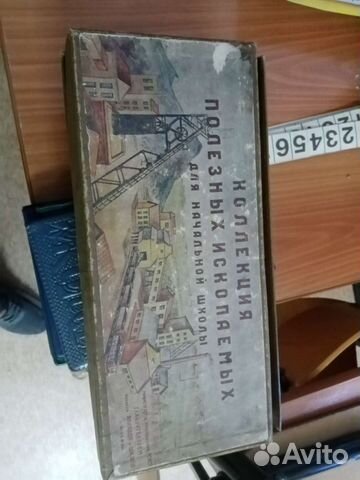 КОЛЛЕКЦИЯ
ПОЛЕЗНЫХ ИСКОПАЕМЫХ
ДЛЯ НАЧАЛЬНОЙ ШКОЛЫ
123456
Avito